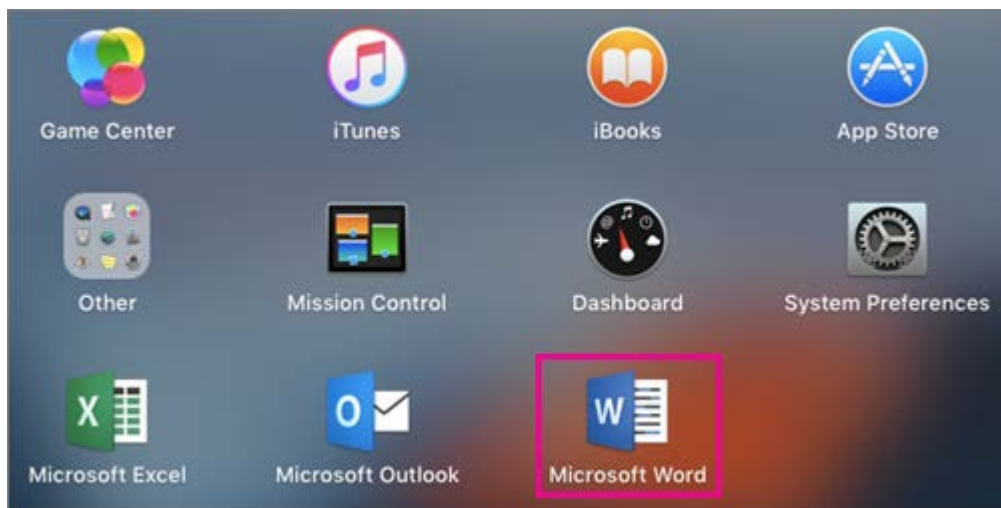 Game Center
iTunes
iBooks
App Store
Other
Mission Control
Dashboard
System Preferences
X
O
W
Microsoft Excel
Microsoft Outlook
Microsoft Word